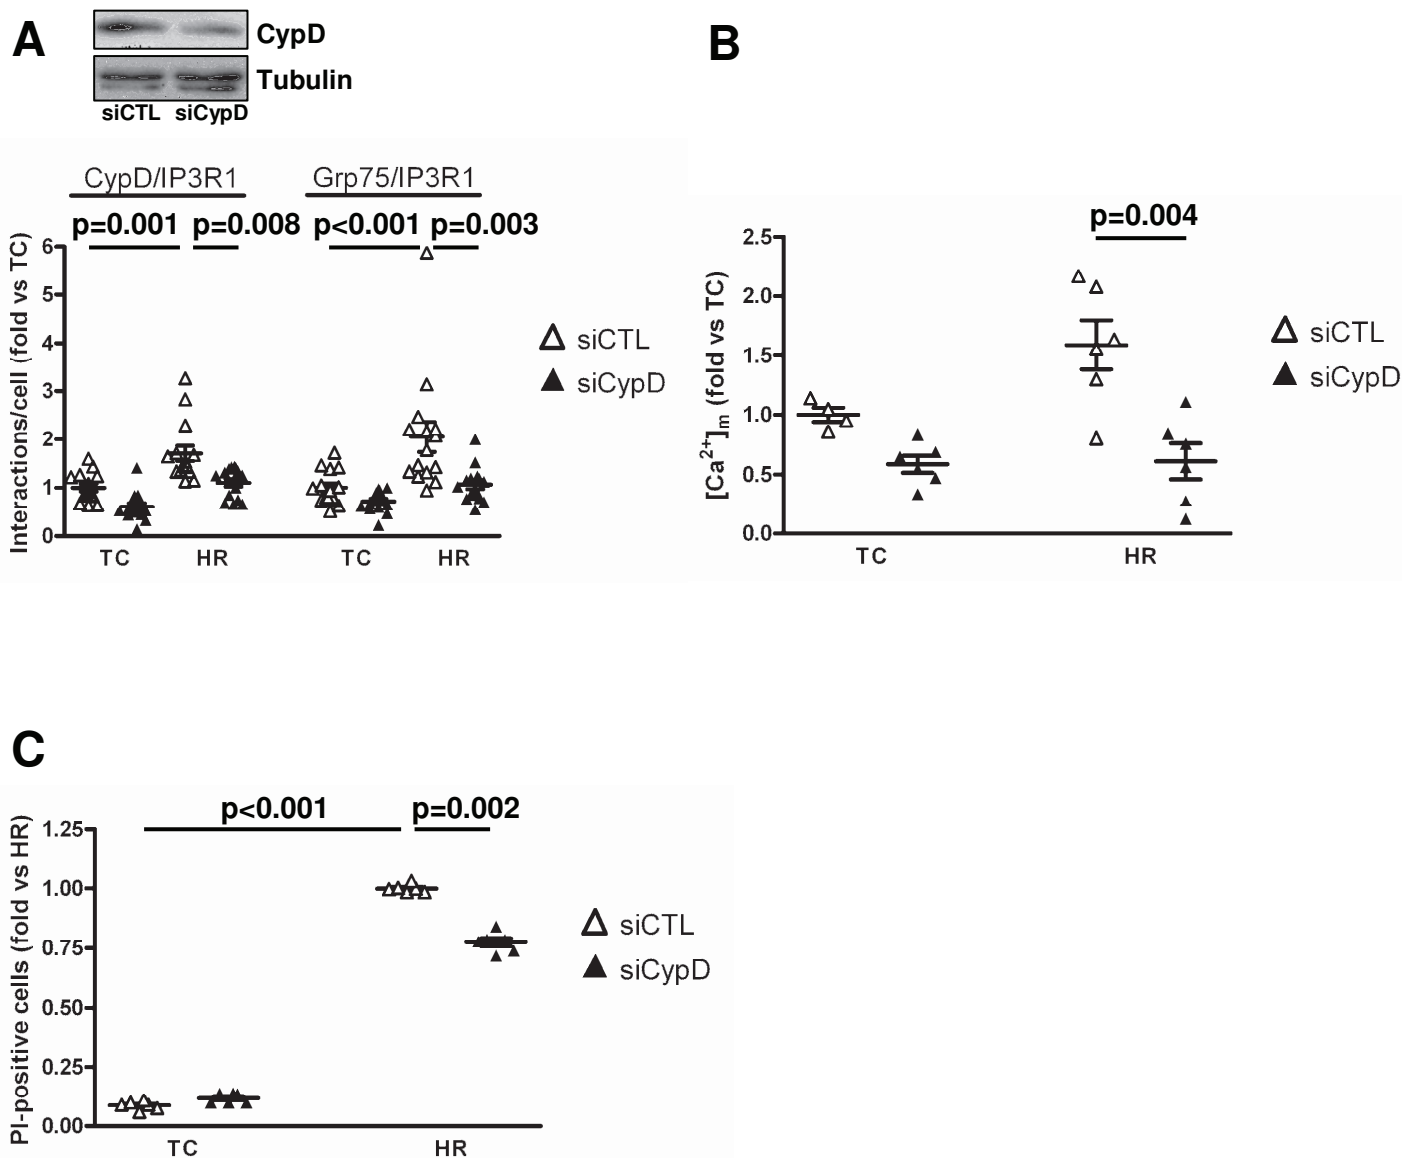 A
CypD
Tubulin
siCTL siCypD
CypD/IP3R1 Grp75/IP3R1
p=0.001 p=0.008 p<0.001 p=0.003
Interactions/cell (fold vs TC)
6
5
4
3
2
1
0
TC HR TC HR
siCTL
siCypD
B
p=0.004
[Ca2+]m (fold vs TC)
2.5
2.0
1.5
1.0
0.5
0.0
TC HR
siCTL
siCypD
C
p<0.001 p=0.002
PI-positive cells (fold vs HR)
1.25
1.00
0.75
0.50
0.25
0.00
TC HR
siCTL
siCypD